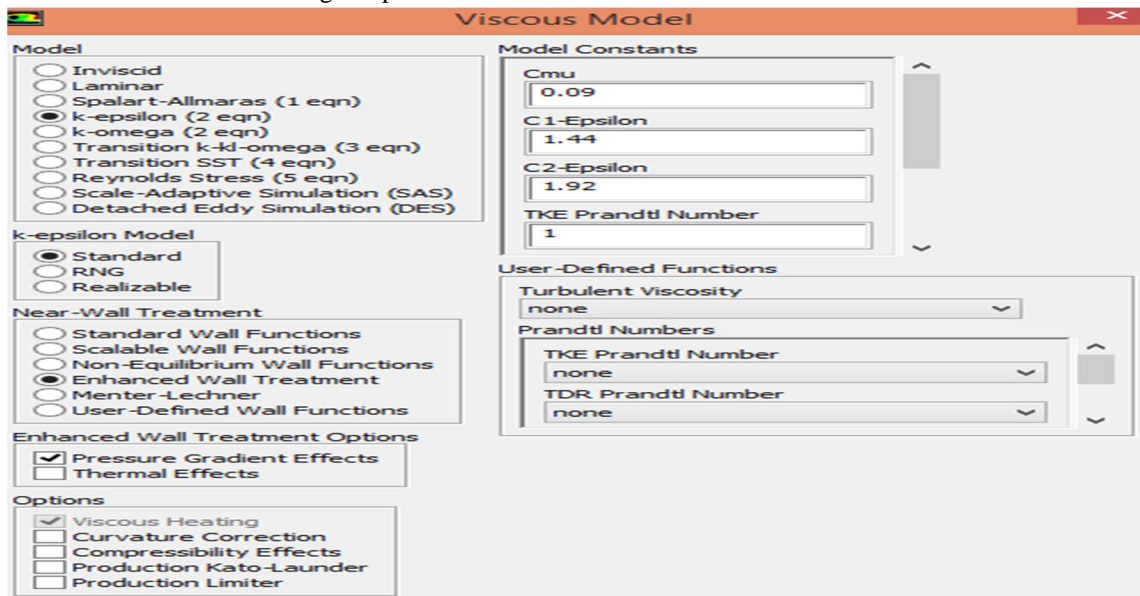 Viscous Model
Model
Inviscid
Laminar
Spalart-Allmaras (1 eqn)
k-epsilon (2 eqn)
k-omega (2 eqn)
Transition k-kl-omega (3 eqn)
Transition SST (4 eqn)
Reynolds Stress (5 eqn)
Scale-Adaptive Simulation (SAS)
Detached Eddy Simulation (DES)
k-epsilon Model
Standard
RNG
Realizable
Near-Wall Treatment
Standard Wall Functions
Scalable Wall Functions
Non-Equilibrium Wall Functions
Enhanced Wall Treatment
Menter-Lechner
User-Defined Wall Functions
Enhanced Wall Treatment Options
Pressure Gradient Effects
Thermal Effects
Options
Viscous Heating
Curvature Correction
Compressibility Effects
Production Kato-Launder
Production Limiter
Model Constants
Cmu
0.09
C1-Epsilon
1.44
C2-Epsilon
1.92
TKE Prandtl Number
1
User-Defined Functions
Turbulent Viscosity
none
Prandtl Numbers
TKE Prandtl Number
none
TDR Prandtl Number
none